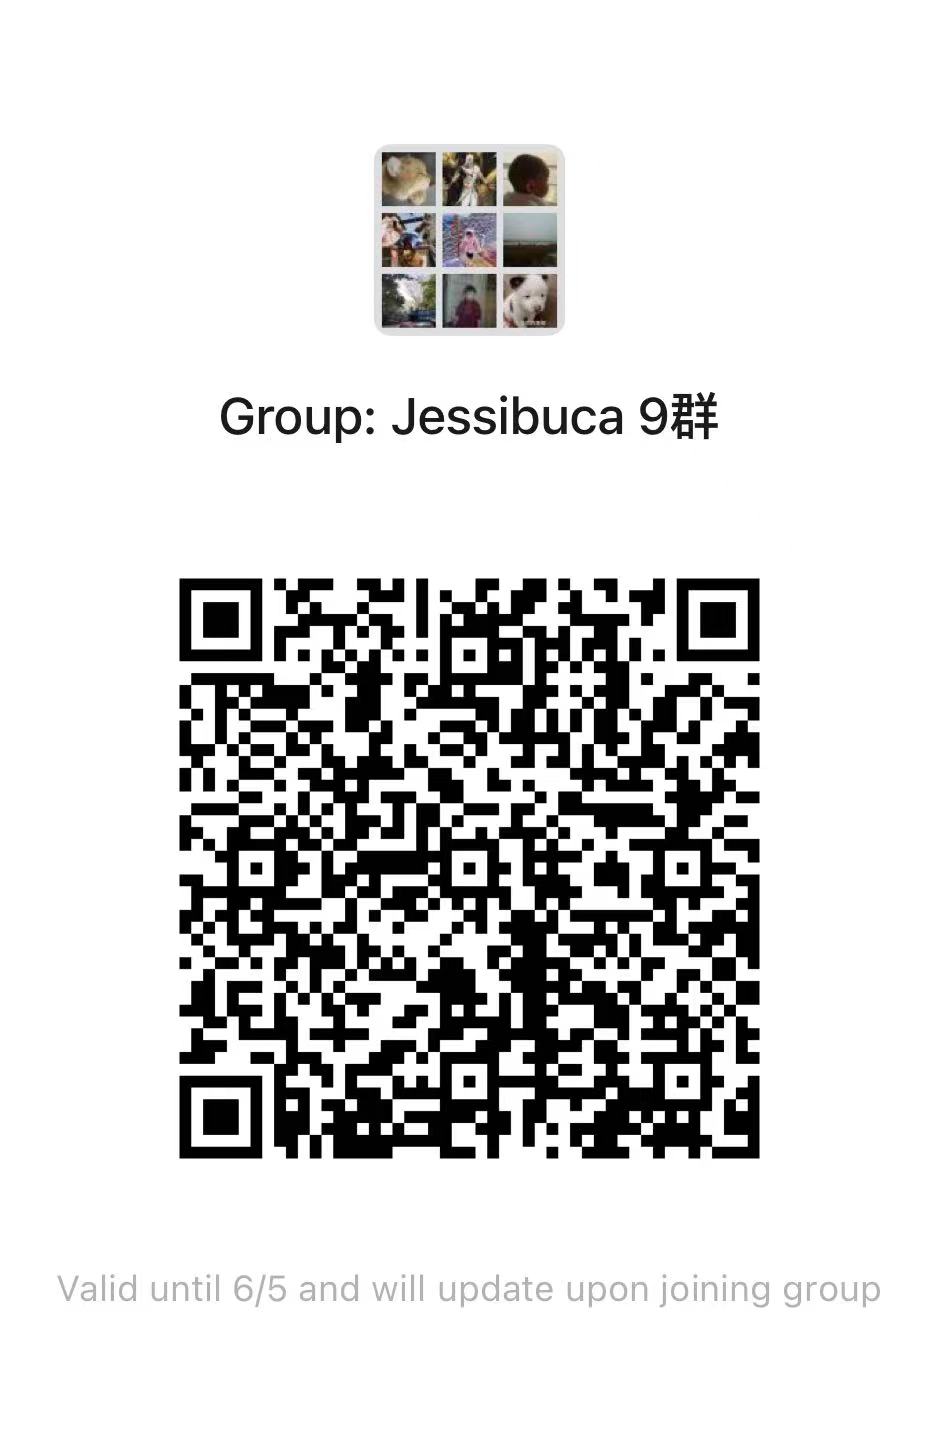 Group: Jessibuca 9群
Valid until 6/5 and will update upon joining group